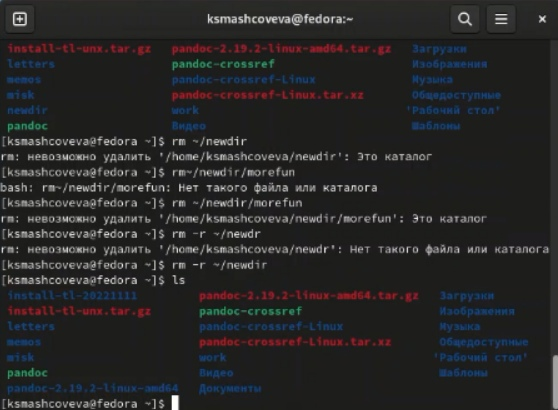 ksmashcoveva@fedora:~
install-tl-unx.tar.gz pandoc-2.19.2-linux-amd64.tar.gz Загрузки
letters pandoc-crossref Изображения
memos pandoc-crossref-Linux Музыка
misk pandoc-crossref-Linux.tar.xz Общедоступные
newdir work 'Рабочий стол'
pandoc Видео Шаблоны
[ksmashcoveva@fedora ~]$ rm ~/newdir
rm: невозможно удалить '/home/ksmashcoveva/newdir': Это каталог
[ksmashcoveva@fedora ~]$ rm~/newdir/morefun
bash: rm~/newdir/morefun: Нет такого файла или каталога
[ksmashcoveva@fedora ~]$ rm ~/newdir/morefun
rm: невозможно удалить '/home/ksmashcoveva/newdir/morefun': Это каталог
[ksmashcoveva@fedora ~]$ rm -r ~/newdr
rm: невозможно удалить '/home/ksmashcoveva/newdr': Нет такого файла или каталога
[ksmashcoveva@fedora ~]$ rm -r ~/newdir
[ksmashcoveva@fedora ~]$ ls
install-tl-20221111 pandoc-2.19.2-linux-amd64.tar.gz Загрузки
install-tl-unx.tar.gz pandoc-crossref Изображения
letters pandoc-crossref-Linux Музыка
memos pandoc-crossref-Linux.tar.xz Общедоступные
misk work 'Рабочий стол'
pandoc Видео Шаблоны
pandoc-2.19.2-linux-amd64 Документы
[ksmashcoveva@fedora ~]$